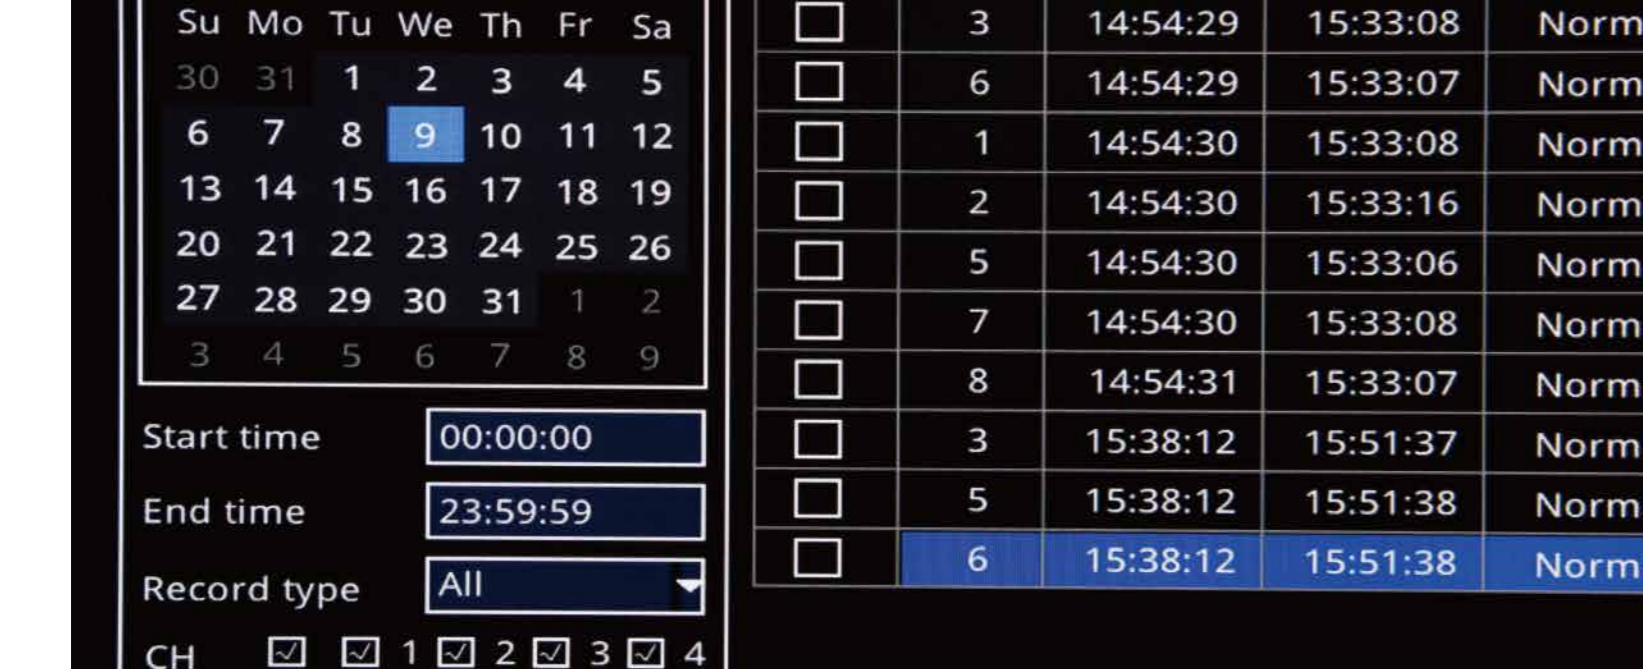 Su Mo Tu We Th Fr Sa
30 31 1 2 3 4 5
6 7 8 9 10 11 12
13 14 15 16 17 18 19
20 21 22 23 24 25 26
27 28 29 30 31 1 2
3 4 5 6 7 8 9
Start time 00:00:00
End time 23:59:59
Record type All
CH 1 2 3 4
3 14:54:29 15:33:08 Norm
6 14:54:29 15:33:07 Norm
1 14:54:30 15:33:08 Norm
2 14:54:30 15:33:16 Norm
5 14:54:30 15:33:06 Norm
7 14:54:30 15:33:08 Norm
8 14:54:31 15:33:07 Norm
3 15:38:12 15:51:37 Norm
5 15:38:12 15:51:38 Norm
6 15:38:12 15:51:38 Norm